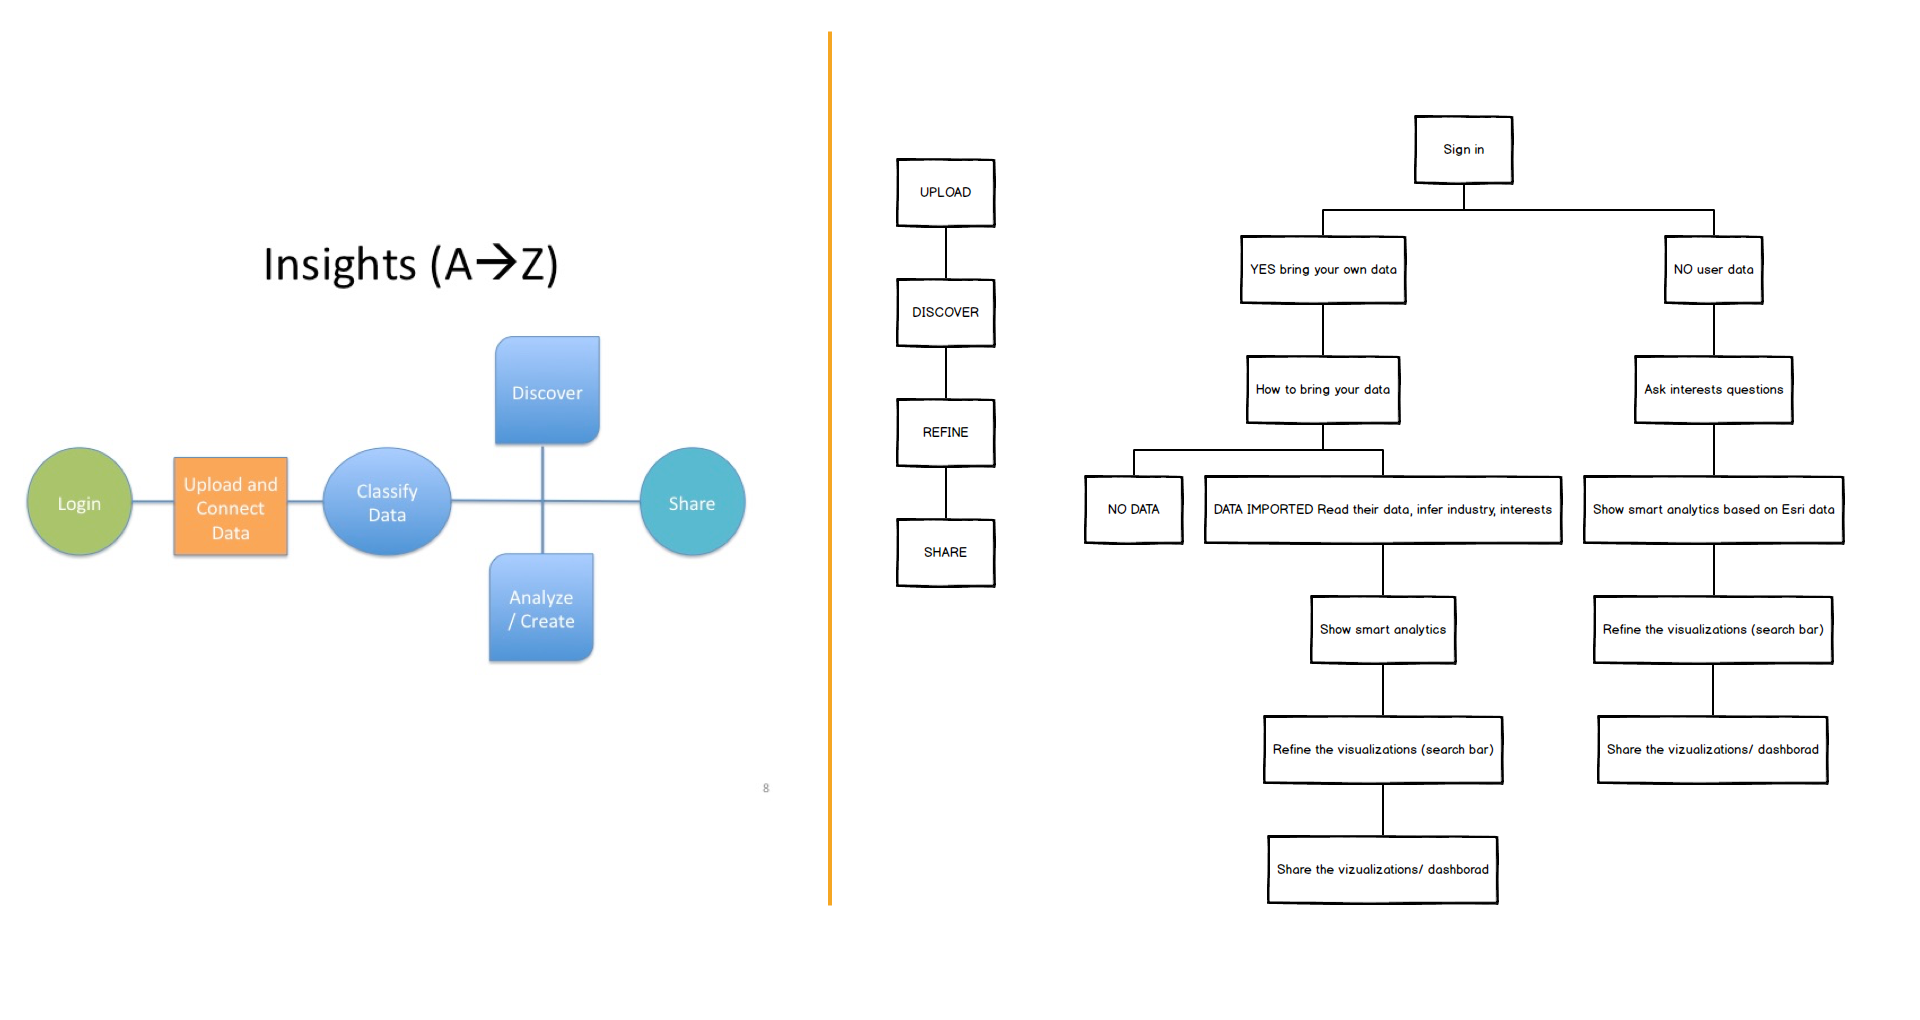 Insights (A→Z)
Discover
Login
Upload and
Connect
Data
Classify
Data
Share
Analyze
/ Create
8
UPLOAD
DISCOVER
REFINE
SHARE
Sign in
YES bring your own data
NO user data
How to bring your data
Ask interests questions
NO DATA
DATA IMPORTED Read their data, infer industry, interests
Show smart analytics based on Esri data
Show smart analytics
Refine the visualizations (search bar)
Refine the visualizations (search bar)
Share the vizualizations/ dashborad
Share the vizualizations/ dashborad